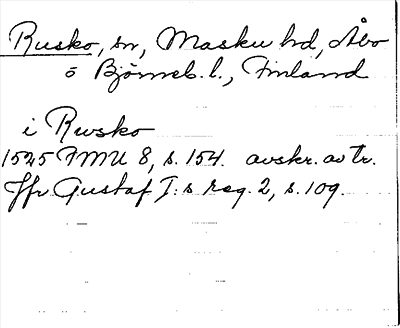 Rusko, sn, Masku hd, Åbo
o Björneb. l., Finland
i Rwsko
1525 FMU 8, s. 154. avskr. av tr.
Jfr Gustaf I:s reg. 2, s. 109.